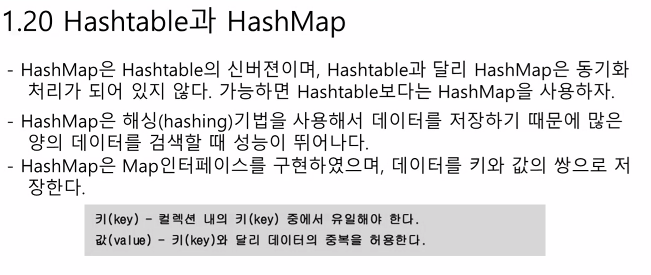 1.20 Hashtable과 HashMap
- HashMap은 Hashtable의 신버젼이며, Hashtable과 달리 HashMap은 동기화
처리가 되어 있지 않다. 가능하면 Hashtable보다는 HashMap을 사용하자.
- HashMap은 해싱(hashing)기법을 사용해서 데이터를 저장하기 때문에 많은
양의 데이터를 검색할 때 성능이 뛰어나다.
- HashMap은 Map인터페이스를 구현하였으며, 데이터를 키와 값의 쌍으로 저
장한다.
키(key) - 컬렉션 내의 키(key) 중에서 유일해야 한다.
값(value) - 키(key)와 달리 데이터의 중복을 허용한다.